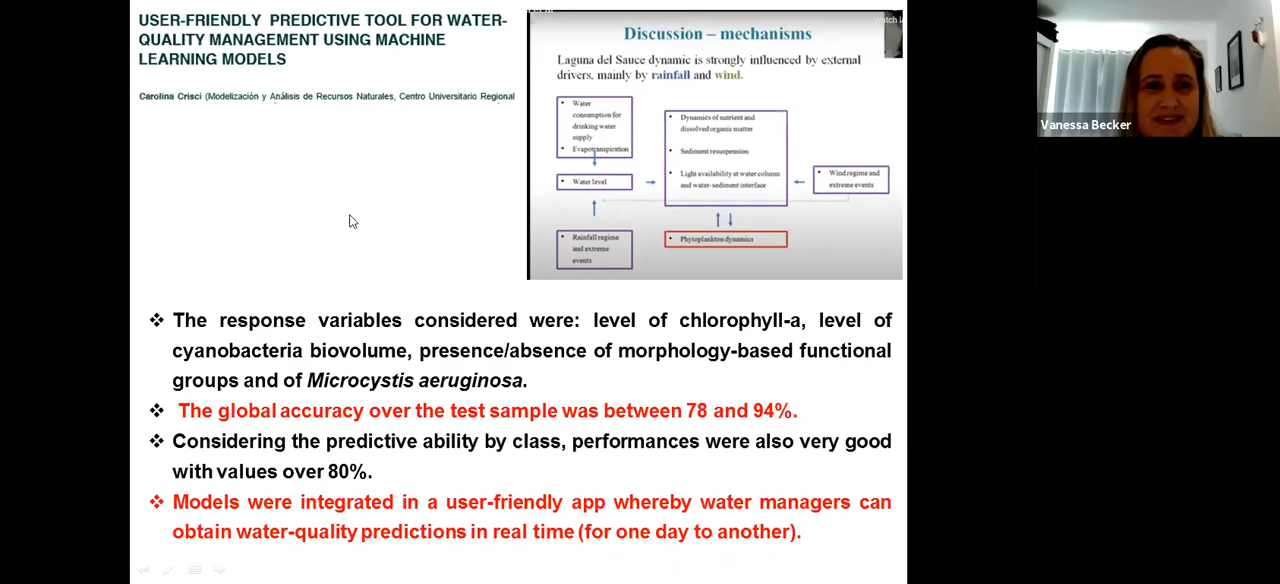 USER-FRIENDLY PREDICTIVE TOOL FOR WATER-
QUALITY MANAGEMENT USING MACHINE
LEARNING MODELS
Carolina Crisci (Modelización y Análisis de Recursos Naturales, Centro Universitario Regional
Discussion – mechanisms
Laguna del Sauce dynamic is strongly influenced by external
drivers, mainly by rainfall and wind.
• Water
consumption for
drinking water
supply
• Evapotranspiration
• Water level
• Rainfall regime
and extreme
events
• Dynamics of nutrient and
dissolved organic matter
• Sediment resuspension
• Light availability at water column
and water-sediment interface
• Phytoplankton dynamics
• Wind regime and
extreme events
Watch
Vanessa Becker
❖ The response variables considered were: level of chlorophyll-a, level of
cyanobacteria biovolume, presence/absence of morphology-based functional
groups and of Microcystis aeruginosa.
❖ The global accuracy over the test sample was between 78 and 94%.
❖ Considering the predictive ability by class, performances were also very good
with values over 80%.
❖ Models were integrated in a user-friendly app whereby water managers can
obtain water-quality predictions in real time (for one day to another).